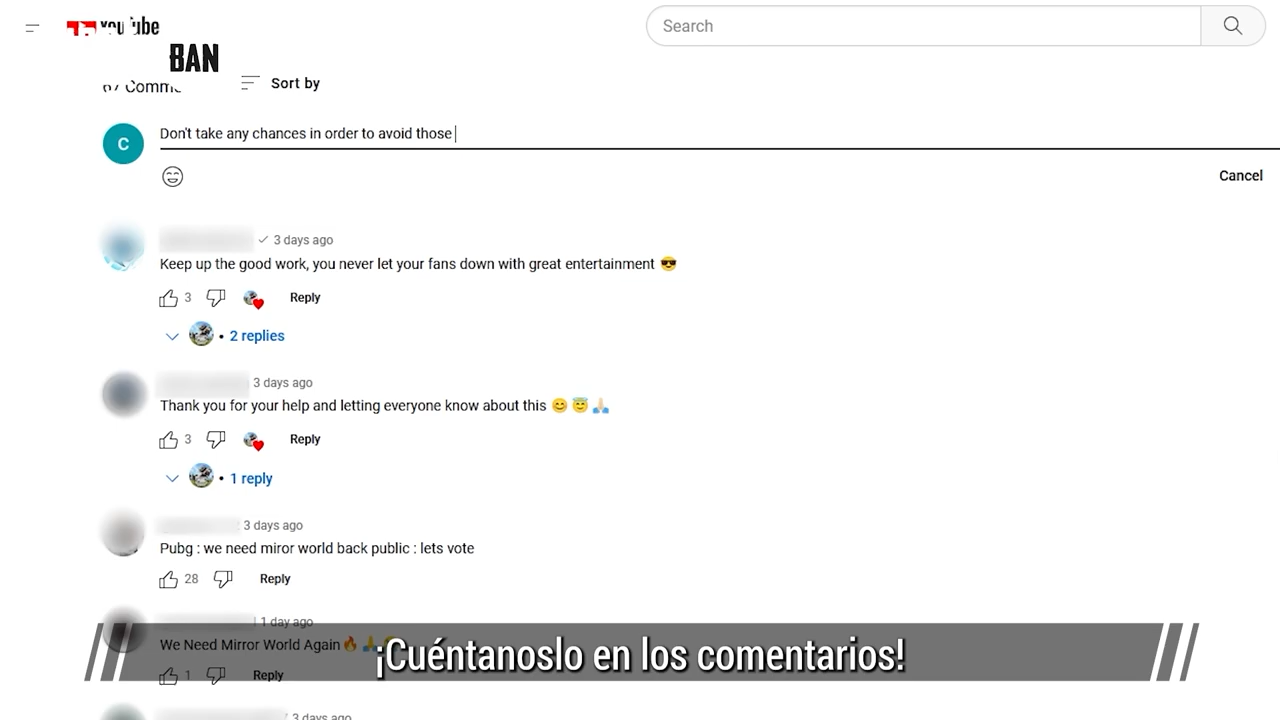 YouTube
Search
BAN
67 Comme
Sort by
Don't take any chances in order to avoid those
C
Cancel
3 days ago
Keep up the good work, you never let your fans down with great entertainment 😎
3
Reply
• 2 replies
3 days ago
Thank you for your help and letting everyone know about this 😊 😇 🙏🏻
3
Reply
• 1 reply
3 days ago
Pubg : we need miror world back public : lets vote
28
Reply
1 day ago
We Need Mirror World Again🔥
¡Cuéntanoslo en los comentarios!
1
Reply
3 days ago